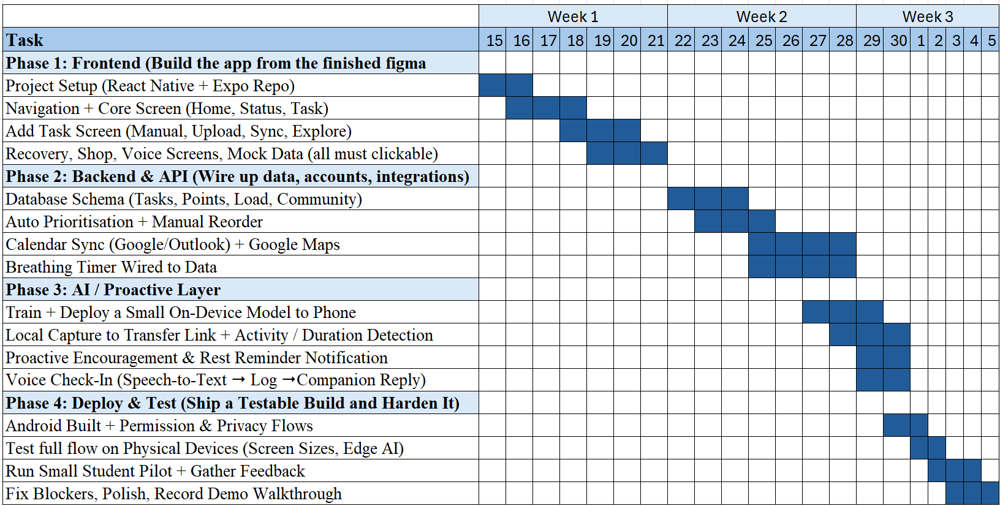 Week 1 Week 2 Week 3
Task 15 16 17 18 19 20 21 22 23 24 25 26 27 28 29 30 1 2 3 4 5
Phase 1: Frontend (Build the app from the finished figma
Project Setup (React Native + Expo Repo)
Navigation + Core Screen (Home, Status, Task)
Add Task Screen (Manual, Upload, Sync, Explore)
Recovery, Shop, Voice Screens, Mock Data (all must clickable)
Phase 2: Backend & API (Wire up data, accounts, integrations)
Database Schema (Tasks, Points, Load, Community)
Auto Prioritisation + Manual Reorder
Calendar Sync (Google/Outlook) + Google Maps
Breathing Timer Wired to Data
Phase 3: AI / Proactive Layer
Train + Deploy a Small On-Device Model to Phone
Local Capture to Transfer Link + Activity / Duration Detection
Proactive Encouragement & Rest Reminder Notification
Voice Check-In (Speech-to-Text → Log →Companion Reply)
Phase 4: Deploy & Test (Ship a Testable Build and Harden It)
Android Built + Permission & Privacy Flows
Test full flow on Physical Devices (Screen Sizes, Edge AI)
Run Small Student Pilot + Gather Feedback
Fix Blockers, Polish, Record Demo Walkthrough